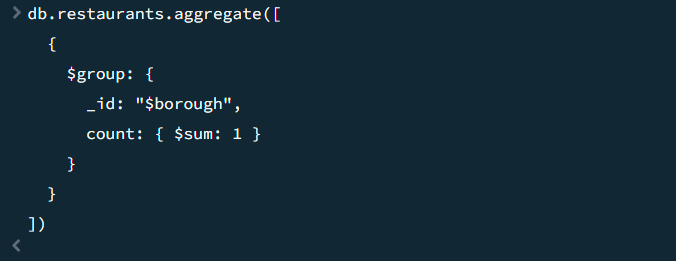 > db.restaurants.aggregate([
{
$group: {
_id: "$borough",
count: { $sum: 1 }
}
}
])
<